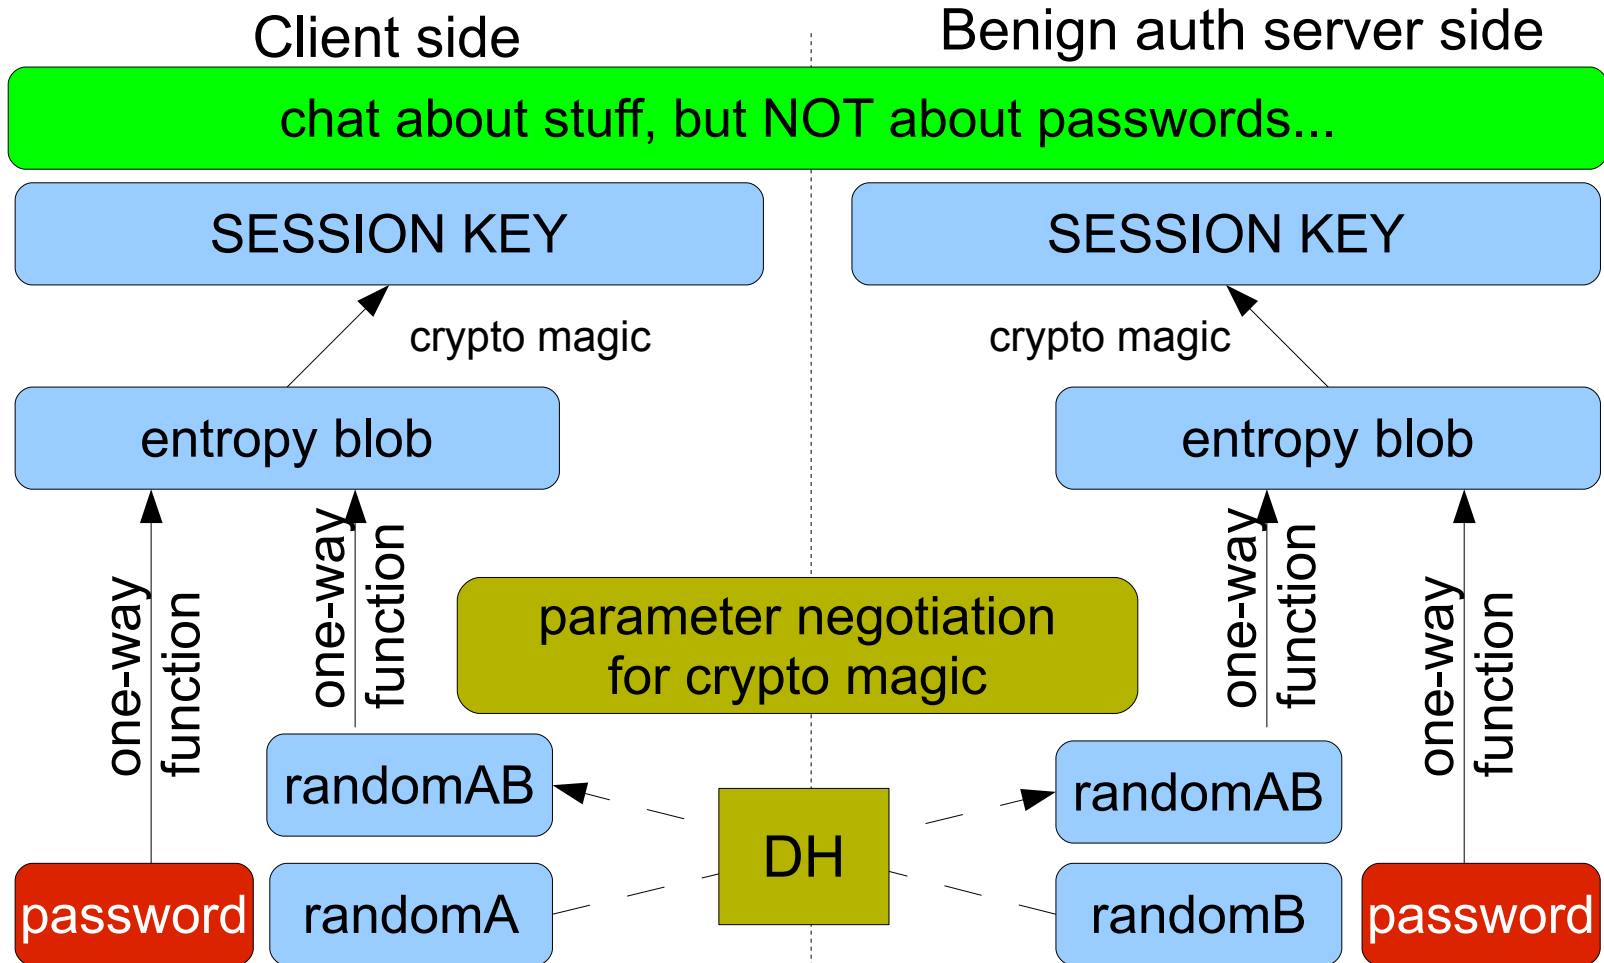 Client side
Benign auth server side
chat about stuff, but NOT about passwords...
SESSION KEY
SESSION KEY
crypto magic
crypto magic
entropy blob
entropy blob
one-way
function
one-way
function
one-way
function
one-way
function
parameter negotiation
for crypto magic
randomAB
randomAB
DH
password
randomA
randomB
password